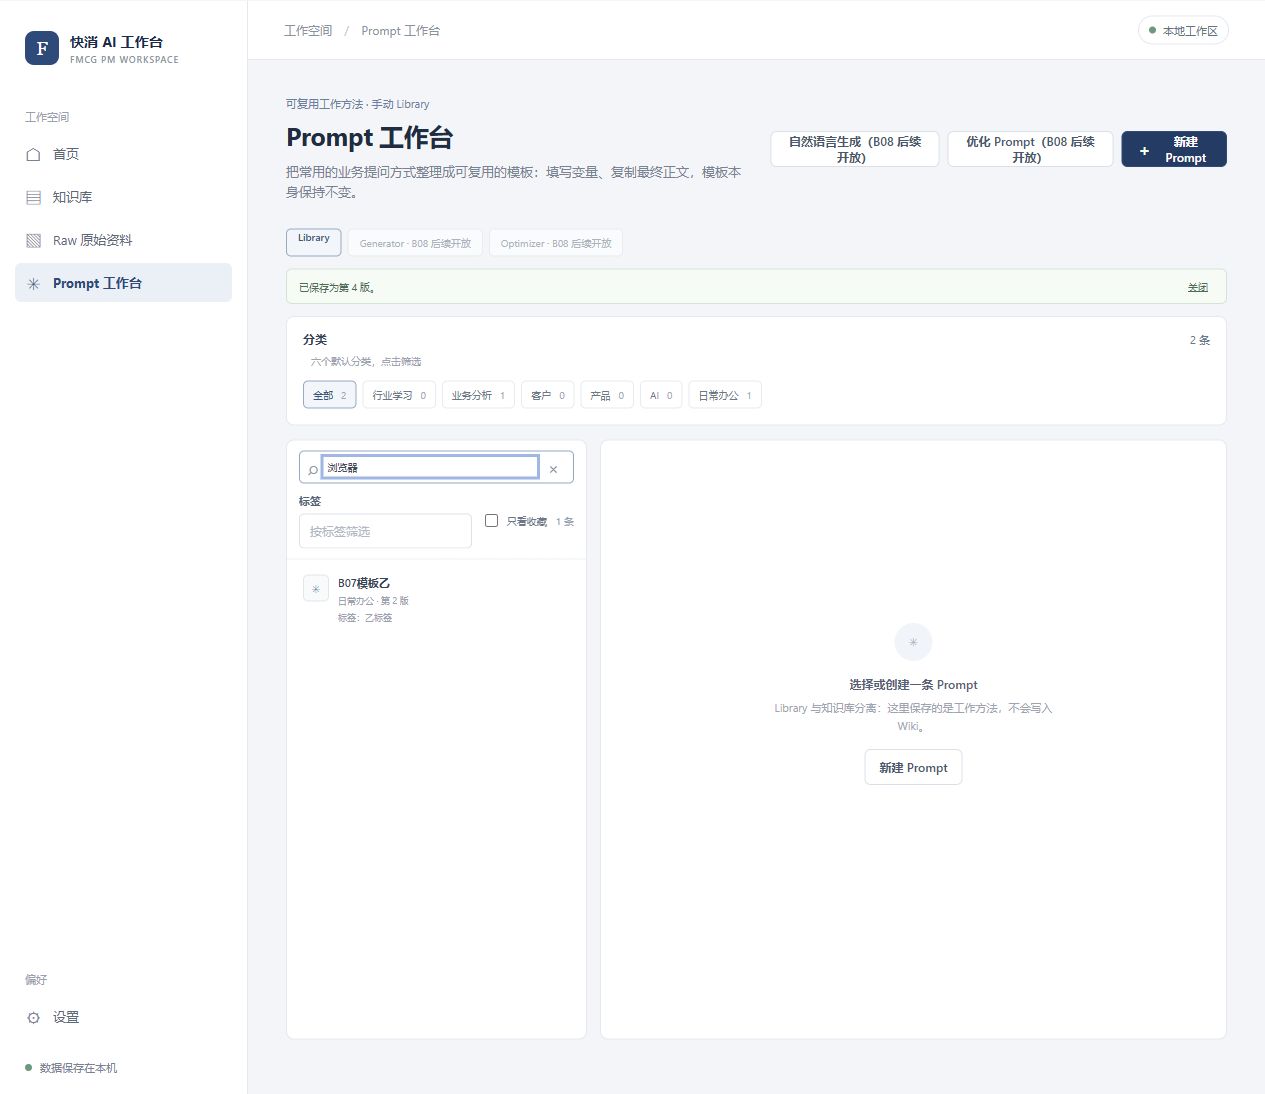 F
快消 AI 工作台
FMCG PM WORKSPACE
工作空间
首页
知识库
Raw 原始资料
Prompt 工作台
偏好
设置
数据保存在本机
工作空间 / Prompt 工作台
本地工作区
可复用工作方法 · 手动 Library
Prompt 工作台
把常用的业务提问方式整理成可复用的模板：填写变量、复制最终正文，模板本
身保持不变。
自然语言生成（B08 后续
开放）
优化 Prompt（B08 后续
开放）
+ 新建
Prompt
Library
Generator · B08 后续开放
Optimizer · B08 后续开放
已保存为第 4 版。
关闭
分类
2 条
六个默认分类，点击筛选
全部 2
行业学习 0
业务分析 1
客户 0
产品 0
AI 0
日常办公 1
浏览器
×
标签
按标签筛选
只看收藏
1 条
B07模板乙
日常办公 · 第 2 版
标签：乙标签
选择或创建一条 Prompt
Library 与知识库分离：这里保存的是工作方法，不会写入
Wiki。
新建 Prompt